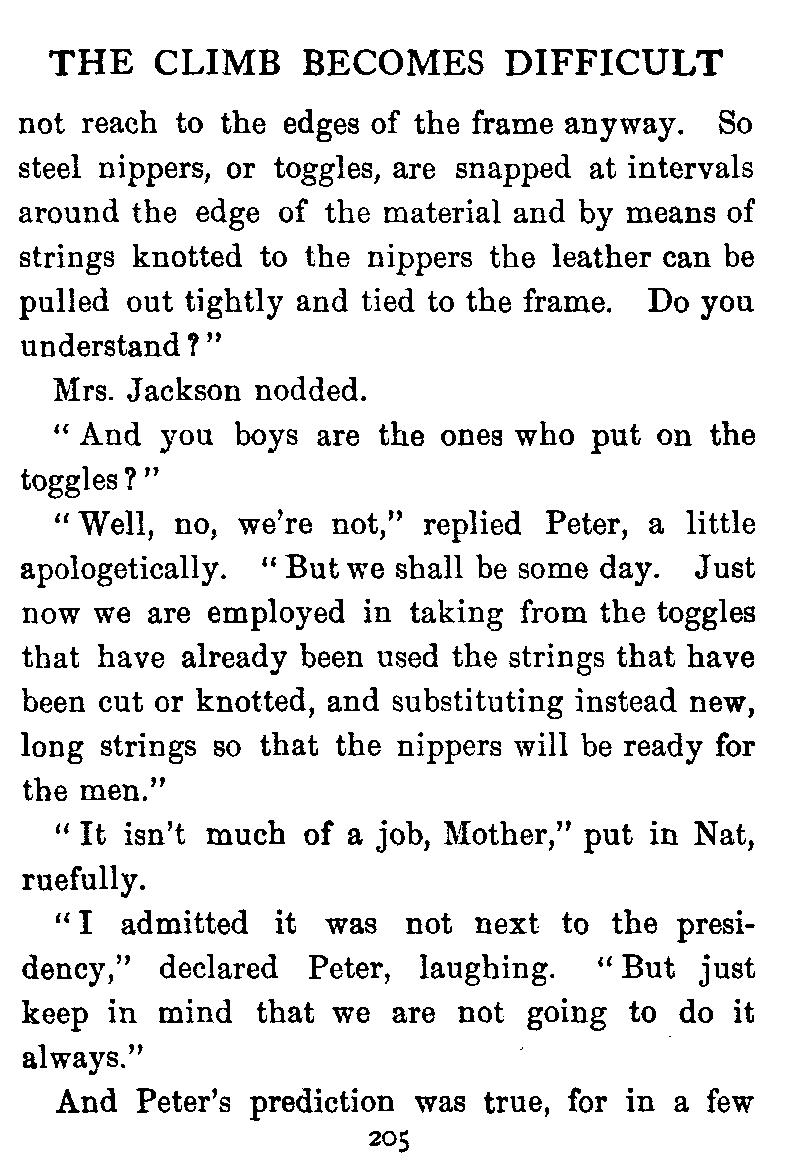 THE CLIMB BECOMES DIFFICULT
not reach to the edges of the frame anyway. So
steel nippers, or toggles, are snapped at intervals
around the edge of the material and by means of
strings knotted to the nippers the leather can be
pulled out tightly and tied to the frame. Do you
understand?”
Mrs. Jackson nodded.
“And you boys are the ones who put on the
toggles?”
“Well, no, we’re not,” replied Peter, a little
apologetically. “But we shall be some day. Just
now we are employed in taking from the toggles
that have already been used the strings that have
been cut or knotted, and substituting instead new,
long strings so that the nippers will be ready for
the men.”
“It isn’t much of a job, Mother,” put in Nat,
ruefully.
“I admitted it was not next to the presi-
dency,” declared Peter, laughing. “But just
keep in mind that we are not going to do it
always.”
And Peter’s prediction was true, for in a few
205